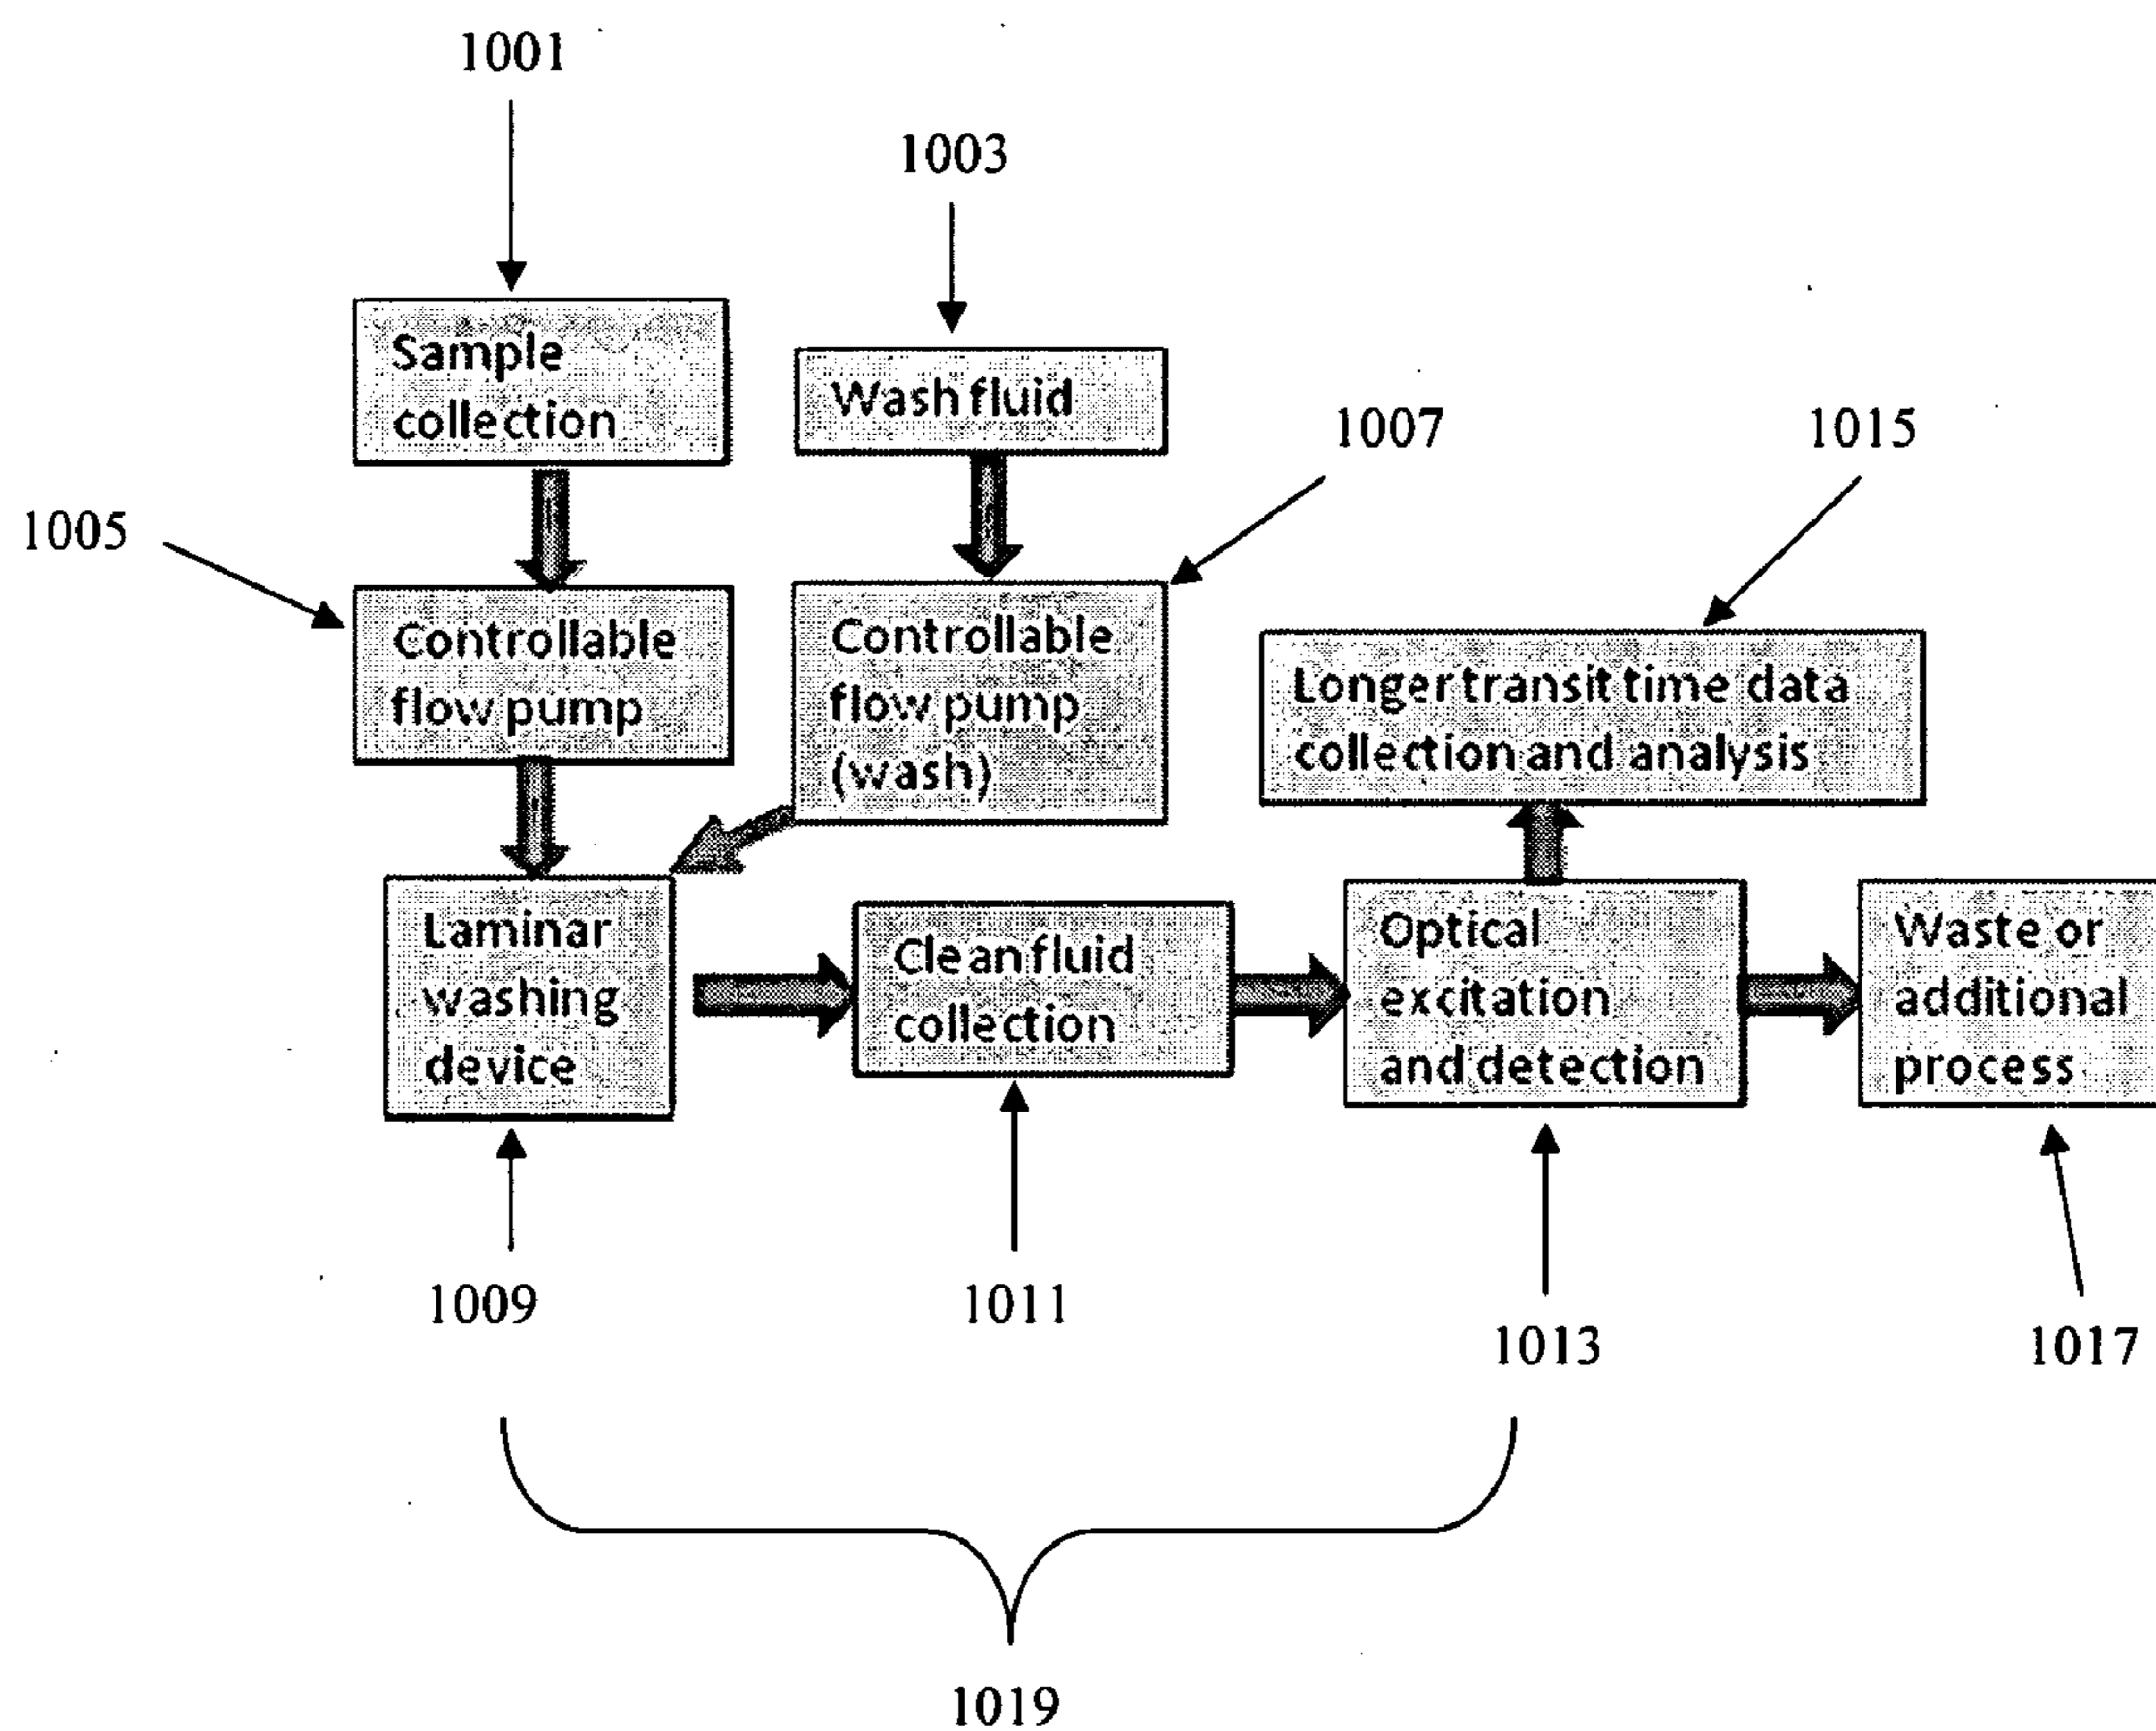 1001
1003
Sample
collection
Wash fluid
1007
1015
1005
Controllable
flow pump
Controllable
flow pump
(wash)
Longer transit time data
collection and analysis
Laminar
washing
device
Clean fluid
collection
Optical
excitation
and detection
Waste or
additional
process
1009
1011
1013
1017
1019